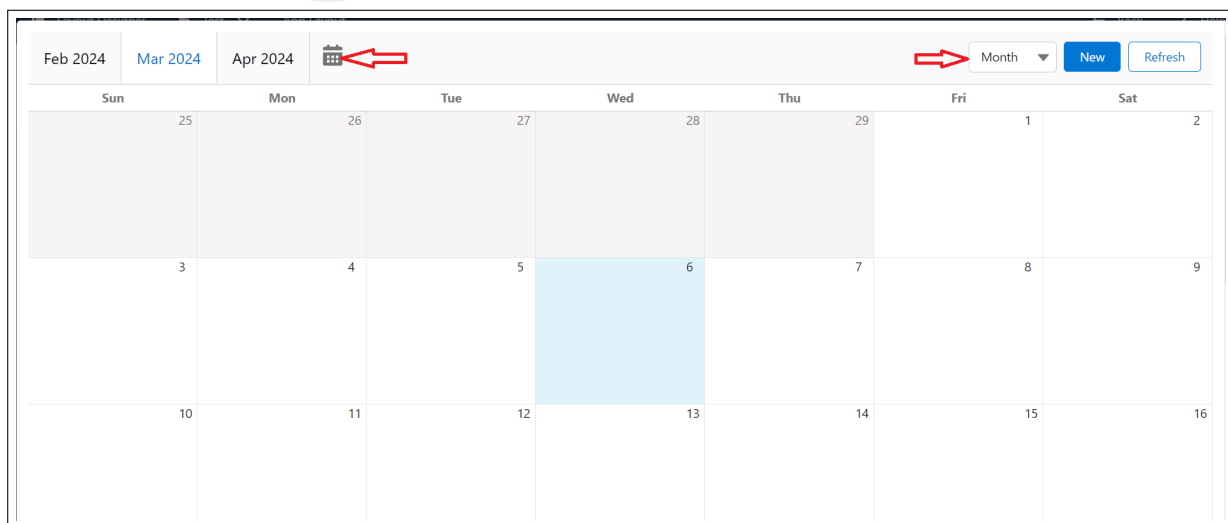 Feb 2024 Mar 2024 Apr 2024 Month New Refresh
Sun Mon Tue Wed Thu Fri Sat
25 26 27 28 29 1 2
3 4 5 6 7 8 9
10 11 12 13 14 15 16